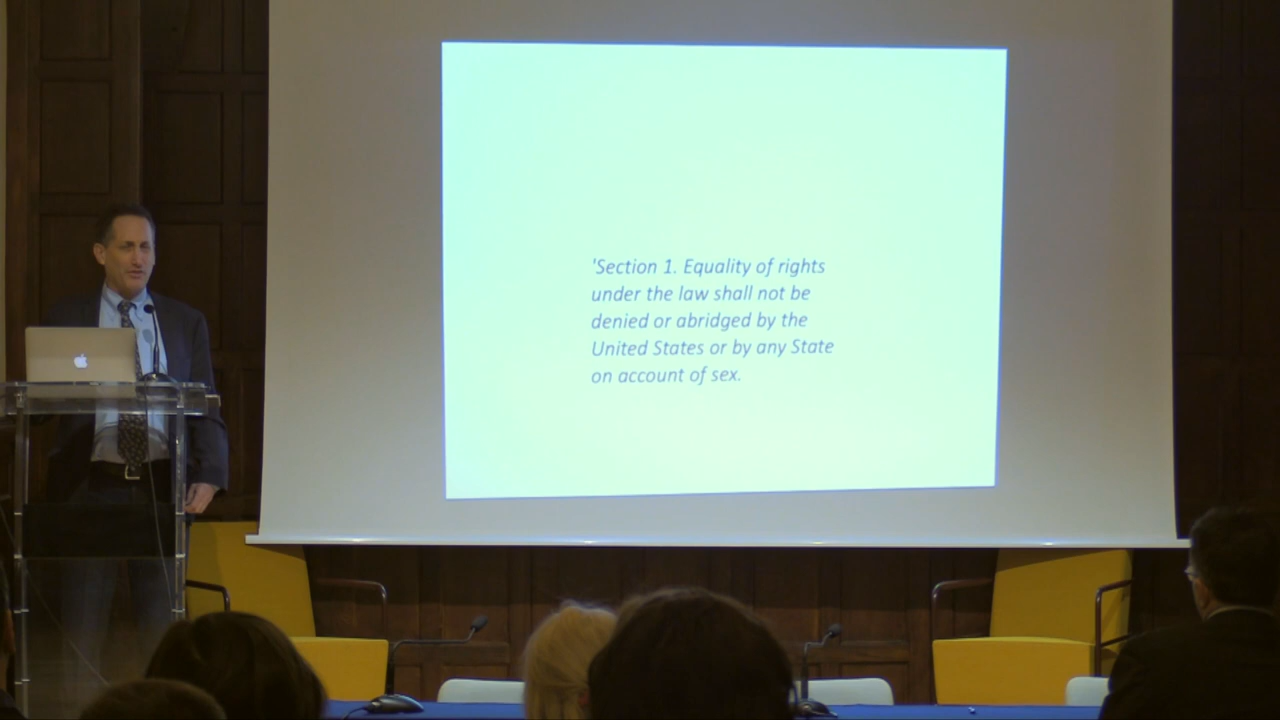 'Section 1. Equality of rights
under the law shall not be
denied or abridged by the
United States or by any State
on account of sex.